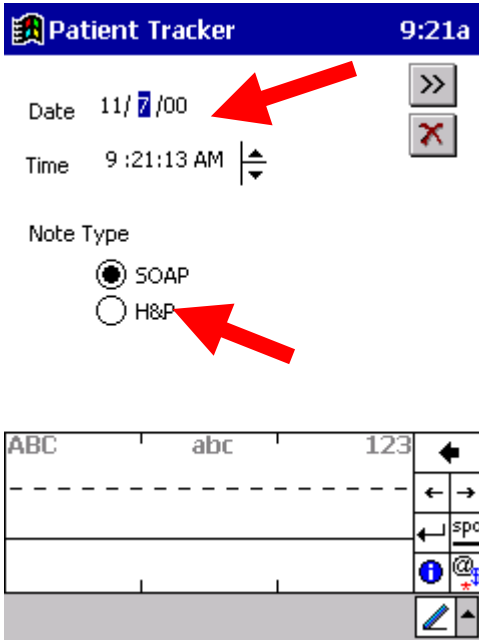 Patient Tracker 9:21a
>>
Date 11/ 7 /00
Time 9 :21:13 AM
Note Type
SOAP
H&P
ABC abc 123
spc
@
*